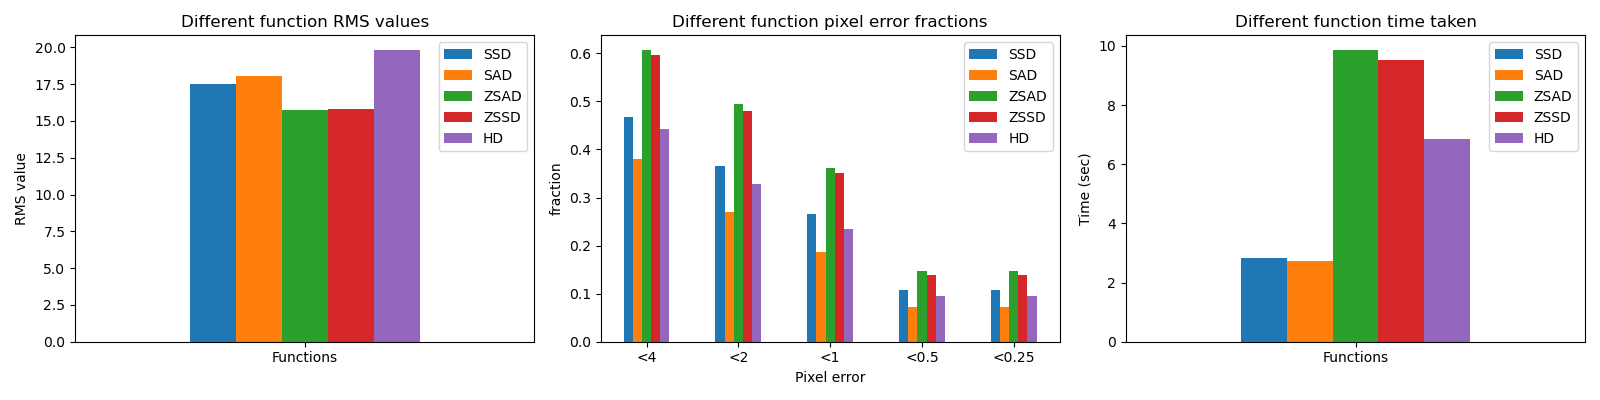 Different function RMS values
20.0
17.5
15.0
12.5
10.0
7.5
5.0
2.5
0.0
RMS value
Functions
SSD
SAD
ZSAD
ZSSD
HD
Different function pixel error fractions
0.6
0.5
0.4
0.3
0.2
0.1
0.0
fraction
<4 <2 <1 <0.5 <0.25
Pixel error
SSD
SAD
ZSAD
ZSSD
HD
Different function time taken
10
8
6
4
2
0
Time (sec)
Functions
SSD
SAD
ZSAD
ZSSD
HD